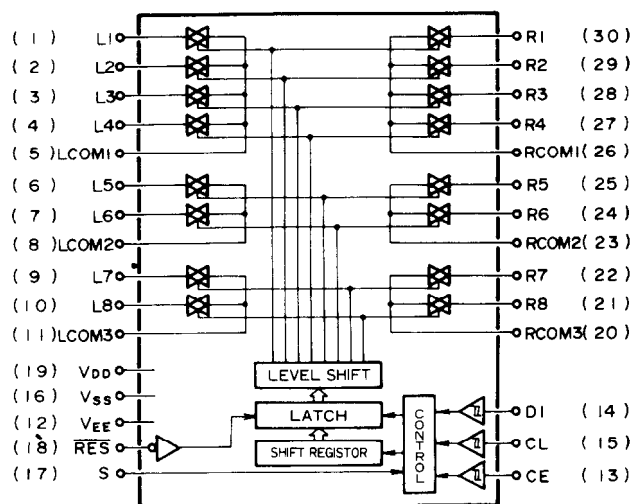 (1) L1 R1 (30)
(2) L2 R2 (29)
(3) L3 R3 (28)
(4) L4 R4 (27)
(5) LCOM1 RCOM1 (26)
(6) L5 R5 (25)
(7) L6 R6 (24)
(8) LCOM2 RCOM2 (23)
(9) L7 R7 (22)
(10) L8 R8 (21)
(11) LCOM3 RCOM3 (20)
(19) VDD LEVEL SHIFT
(16) VSS
(12) VEE LATCH CONTROL DI (14)
(18) RES CL (15)
SHIFT REGISTOR
(17) S CE (13)